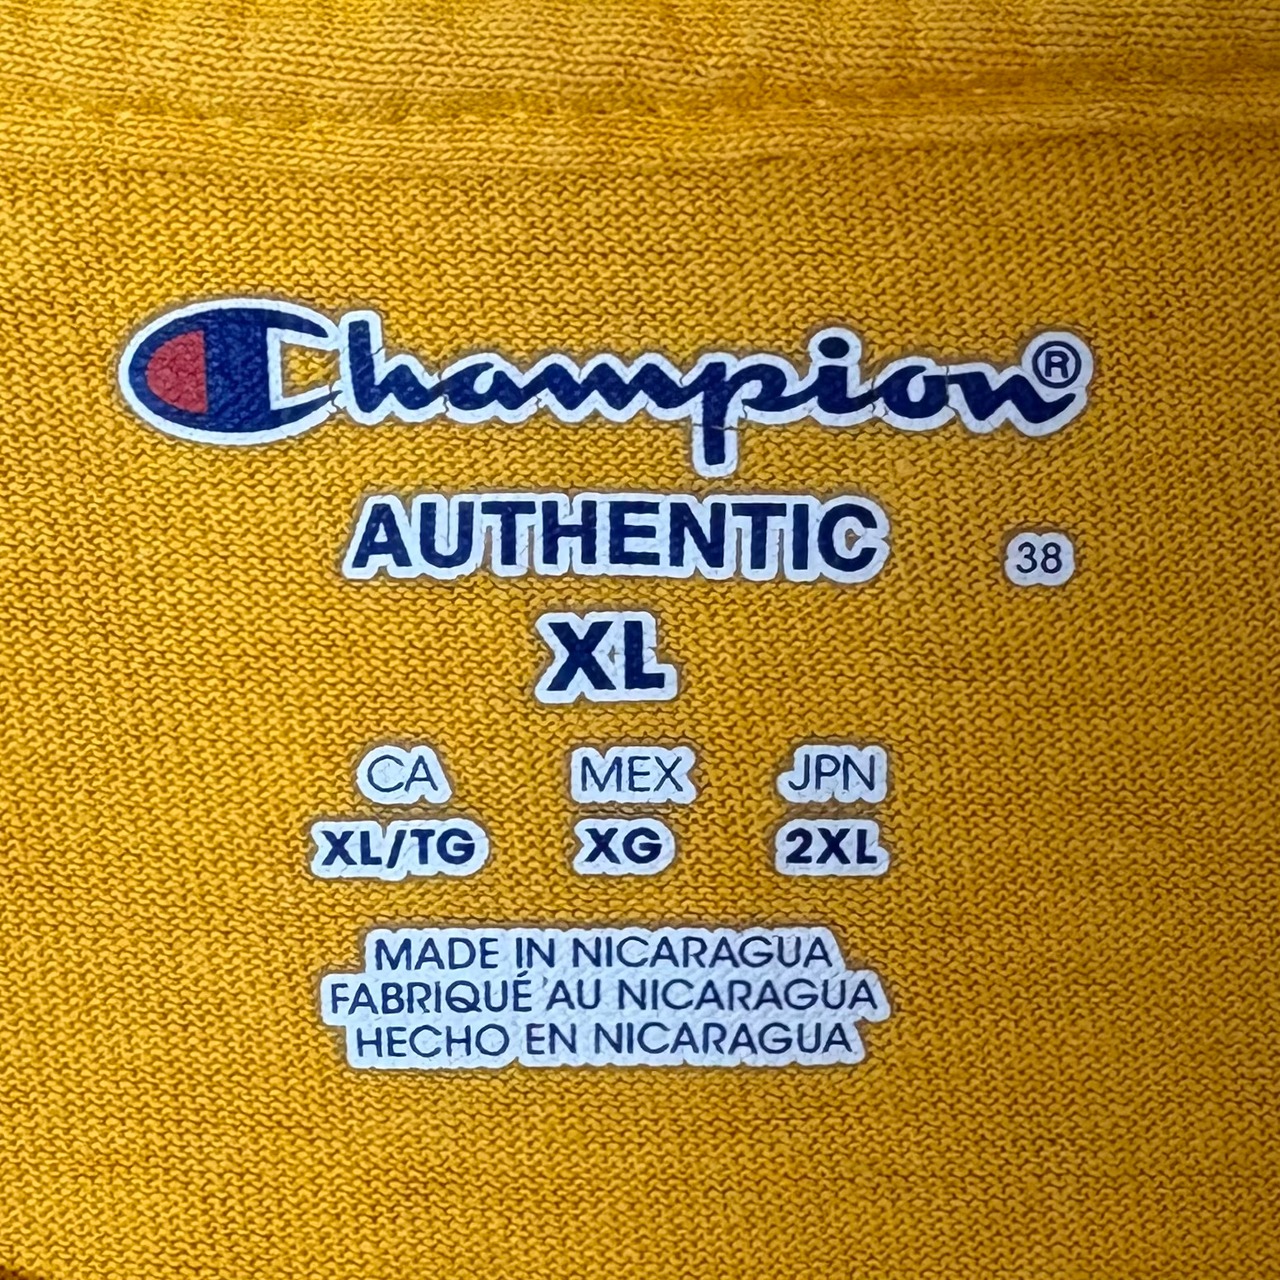 Champion®
AUTHENTIC 38
XL
CA MEX JPN
XL/TG XG 2XL
MADE IN NICARAGUA
FABRIQUÉ AU NICARAGUA
HECHO EN NICARAGUA